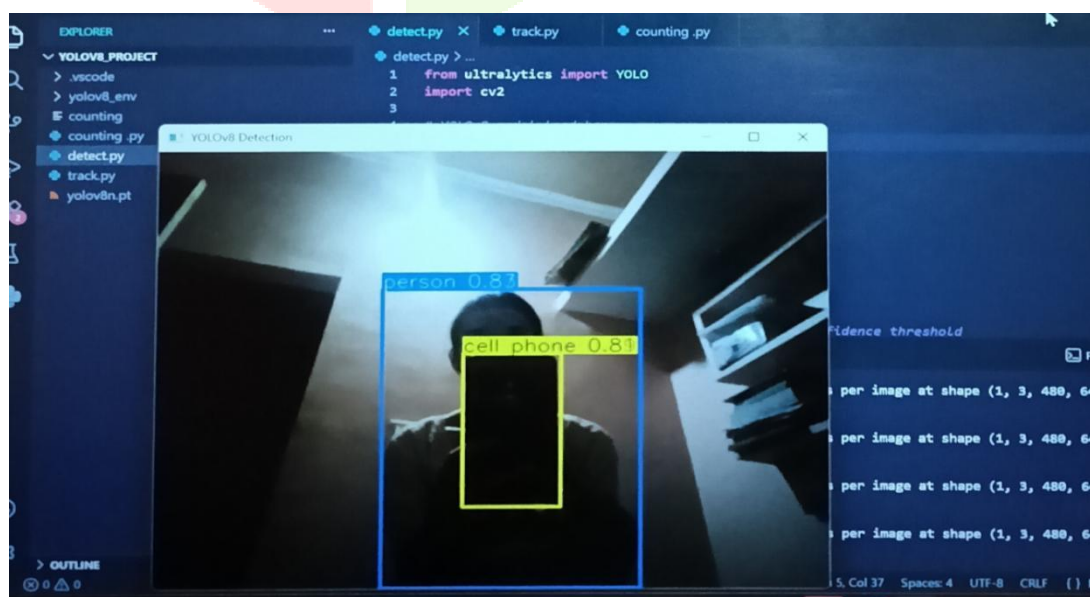 EXPLORER
...
detect.py
track.py
counting .py
YOLOV8_PROJECT
.vscode
yolov8_env
counting
counting .py
detect.py
track.py
yolov8n.pt
OUTLINE
detect.py > ...
1 from ultralytics import YOLO
2 import cv2
3
YOLOv8 Detection
person 0.83
cell phone 0.81
fidence threshold
per image at shape (1, 3, 480, 6
per image at shape (1, 3, 480, 6
per image at shape (1, 3, 480, 6
per image at shape (1, 3, 480, 6
2
0 0
5, Col 37 Spaces: 4 UTF-8 CRLF { }